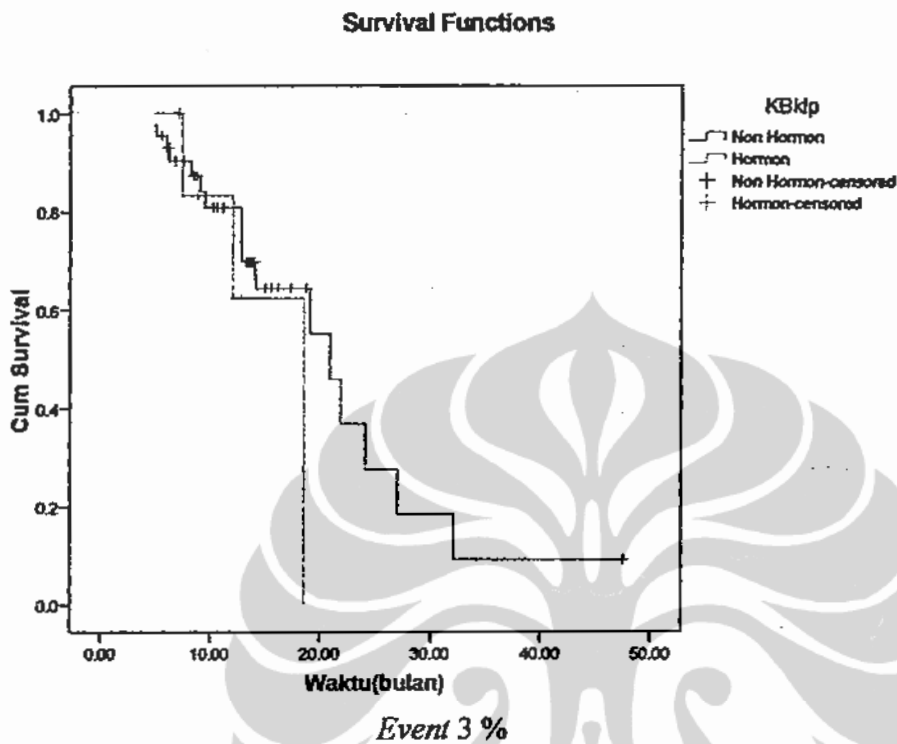 Survival Functions
Cum Survival
1.0
0.8
0.6
0.4
0.2
0.0
0.00 10.00 20.00 30.00 40.00 50.00
Waktu(bulan)
KBklp
Non Hormon
Hormon
Non Hormon-censored
Hormon-censored
Event 3 %